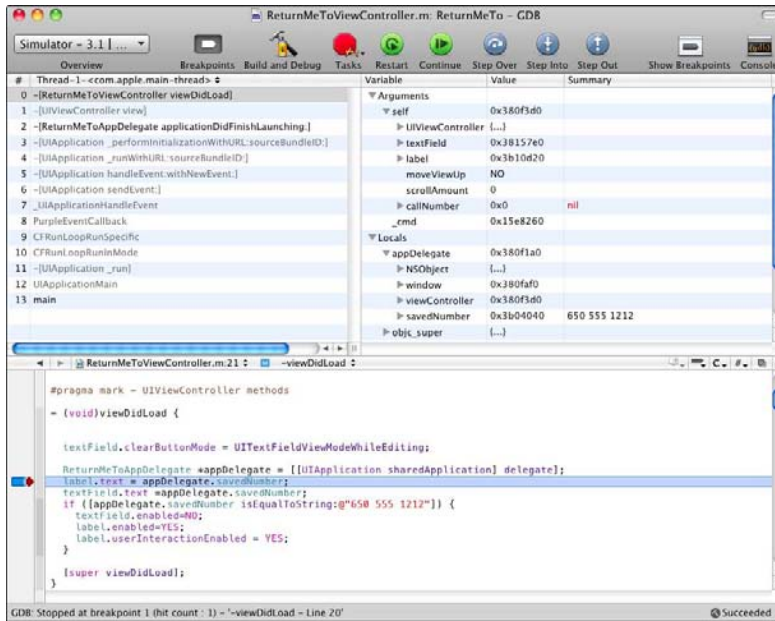 ReturnMeToViewController.m: ReturnMeTo – GDB
Simulator – 3.1 | ...
Overview Breakpoints Build and Debug Tasks Restart Continue Step Over Step Into Step Out Show Breakpoints Console
# Thread-1-<com.apple.main-thread> Variable Value Summary
0 –[ReturnMeToViewController viewDidLoad] Arguments
1 –[UIViewController view] self 0x380f3d0
2 –[ReturnMeToAppDelegate applicationDidFinishLaunching:] UIViewController {...}
3 –[UIApplication _performInitializationWithURL:sourceBundleID:] textField 0x38157e0
4 –[UIApplication _runWithURL:sourceBundleID:] label 0x3b10d20
5 –[UIApplication handleEvent:withNewEvent:] moveViewUp NO
6 –[UIApplication sendEvent:] scrollAmount 0
7 _UIApplicationHandleEvent callNumber 0x0 nil
8 PurpleEventCallback _cmd 0x15e8260
9 CFRunLoopRunSpecific Locals
10 CFRunLoopRunInMode appDelegate 0x380f1a0
11 –[UIApplication _run] NSObject {...}
12 UIApplicationMain window 0x380faf0
13 main viewController 0x380f3d0
savedNumber 0x3b04040 650 555 1212
objc_super {...}
ReturnMeToViewController.m:21 –viewDidLoad C, #,
#pragma mark – UIViewController methods
– (void)viewDidLoad {
textField.clearButtonMode = UITextFieldViewModeWhileEditing;
ReturnMeToAppDelegate *appDelegate = [[UIApplication sharedApplication] delegate];
label.text = appDelegate.savedNumber;
textField.text =appDelegate.savedNumber;
if ([appDelegate.savedNumber isEqualToString:@"650 555 1212"]) {
textField.enabled=NO;
label.enabled=YES;
label.userInteractionEnabled = YES;
}
[super viewDidLoad];
}
GDB: Stopped at breakpoint 1 (hit count : 1) – '–viewDidLoad – Line 20' Succeeded